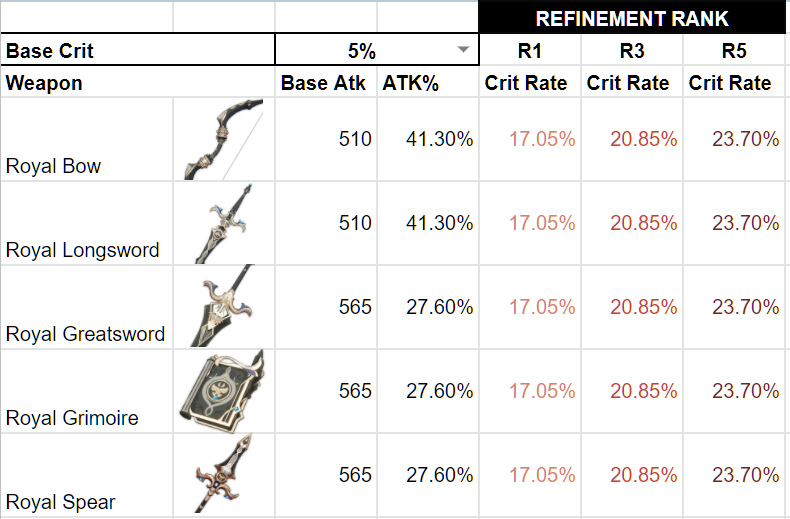 REFINEMENT RANK
Base Crit 5% R1 R3 R5
Weapon Base Atk ATK% Crit Rate Crit Rate Crit Rate
Royal Bow 510 41.30% 17.05% 20.85% 23.70%
Royal Longsword 510 41.30% 17.05% 20.85% 23.70%
Royal Greatsword 565 27.60% 17.05% 20.85% 23.70%
Royal Grimoire 565 27.60% 17.05% 20.85% 23.70%
Royal Spear 565 27.60% 17.05% 20.85% 23.70%